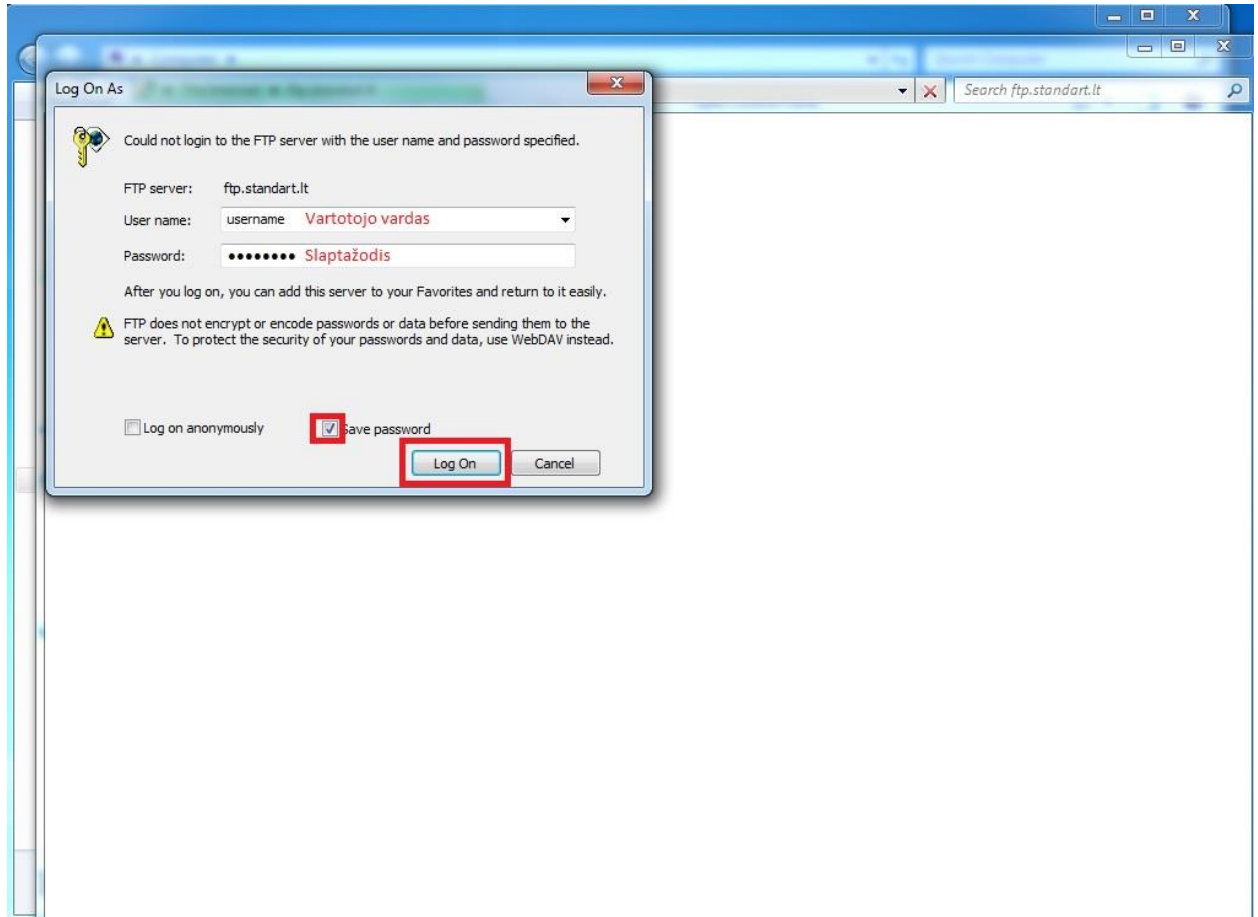 Log On As
Search ftp.standart.lt
Could not login to the FTP server with the user name and password specified.
FTP server: ftp.standart.lt
User name: username Vartotojo vardas
Password: •••••••• Slaptažodis
After you log on, you can add this server to your Favorites and return to it easily.
FTP does not encrypt or encode passwords or data before sending them to the
server. To protect the security of your passwords and data, use WebDAV instead.
Log on anonymously Save password
Log On Cancel